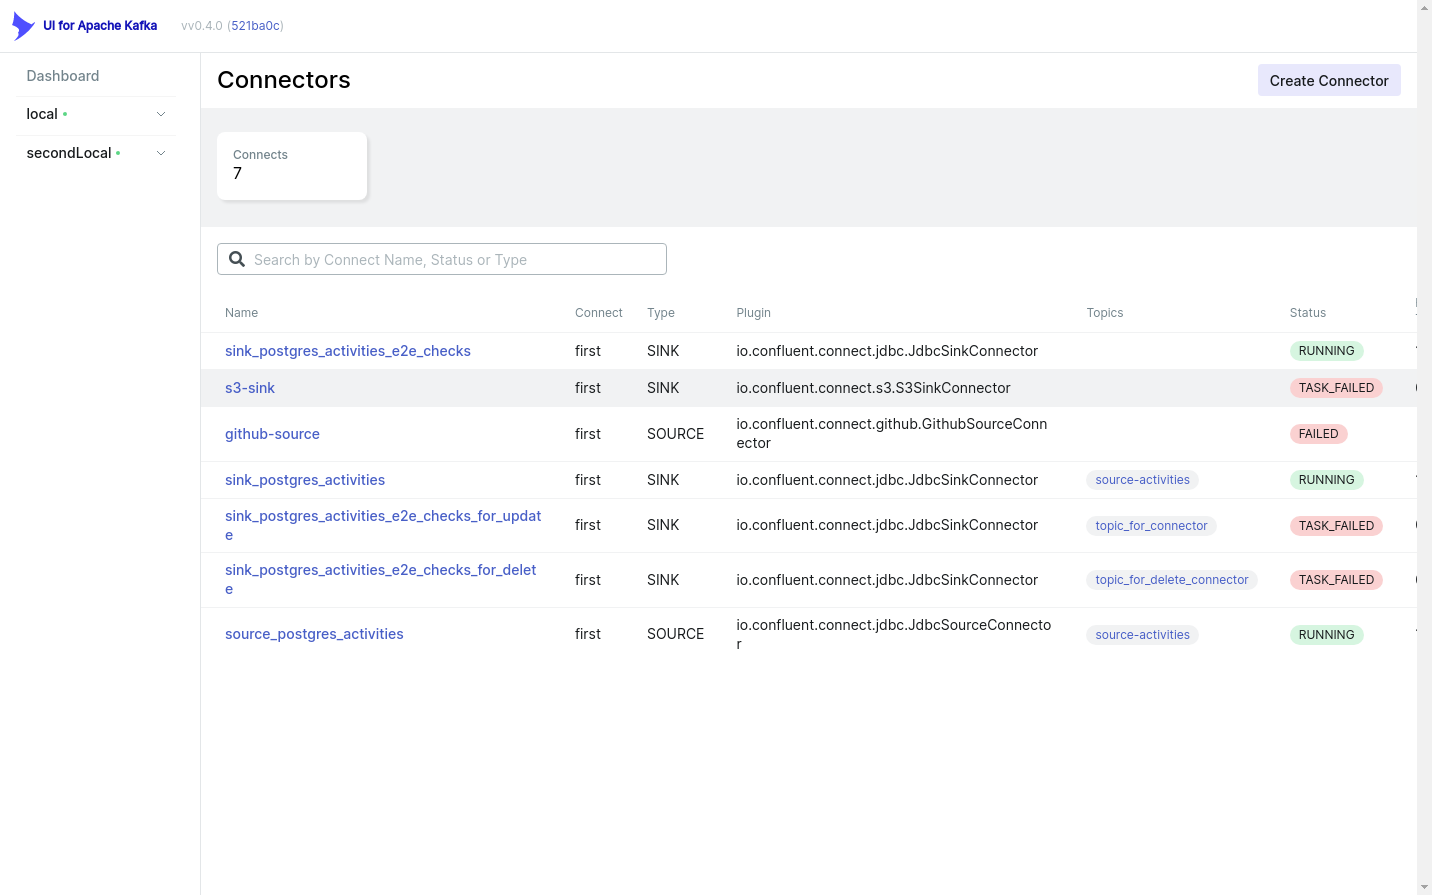 UI for Apache Kafka vv0.4.0 (521ba0c)
Dashboard
local
secondLocal
Connectors
Create Connector
Connects
7
Search by Connect Name, Status or Type
Name Connect Type Plugin Topics Status
sink_postgres_activities_e2e_checks first SINK io.confluent.connect.jdbc.JdbcSinkConnector RUNNING
s3-sink first SINK io.confluent.connect.s3.S3SinkConnector TASK_FAILED
github-source first SOURCE io.confluent.connect.github.GithubSourceConn
ector FAILED
sink_postgres_activities first SINK io.confluent.connect.jdbc.JdbcSinkConnector source-activities RUNNING
sink_postgres_activities_e2e_checks_for_updat
e first SINK io.confluent.connect.jdbc.JdbcSinkConnector topic_for_connector TASK_FAILED
sink_postgres_activities_e2e_checks_for_delet
e first SINK io.confluent.connect.jdbc.JdbcSinkConnector topic_for_delete_connector TASK_FAILED
source_postgres_activities first SOURCE io.confluent.connect.jdbc.JdbcSourceConnecto
r source-activities RUNNING